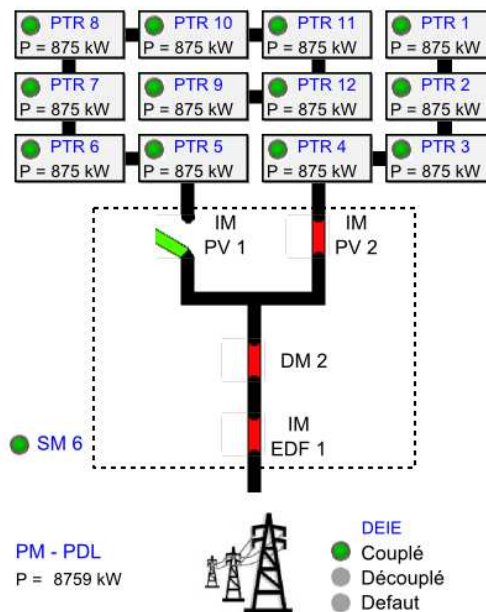 PTR 8
P = 875 kW
PTR 10
P = 875 kW
PTR 11
P = 875 kW
PTR 1
P = 875 kW
PTR 7
P = 875 kW
PTR 9
P = 875 kW
PTR 12
P = 875 kW
PTR 2
P = 875 kW
PTR 6
P = 875 kW
PTR 5
P = 875 kW
PTR 4
P = 875 kW
PTR 3
P = 875 kW
IM
PV 1
IM
PV 2
DM 2
IM
EDF 1
SM 6
PM - PDL
P = 8759 kW
DEIE
Couplé
Découplé
Defaut